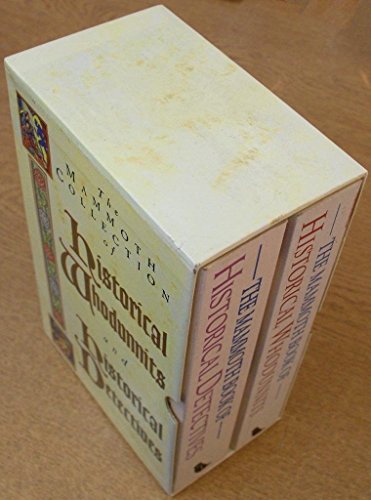 The
MAMMOTH
COLLECTION
of
Historical
Whodunnits
and
Historical
Detectives
THE MAMMOTH BOOK OF
HISTORICAL DETECTIVES
THE MAMMOTH BOOK OF
HISTORICAL WHODUNNITS